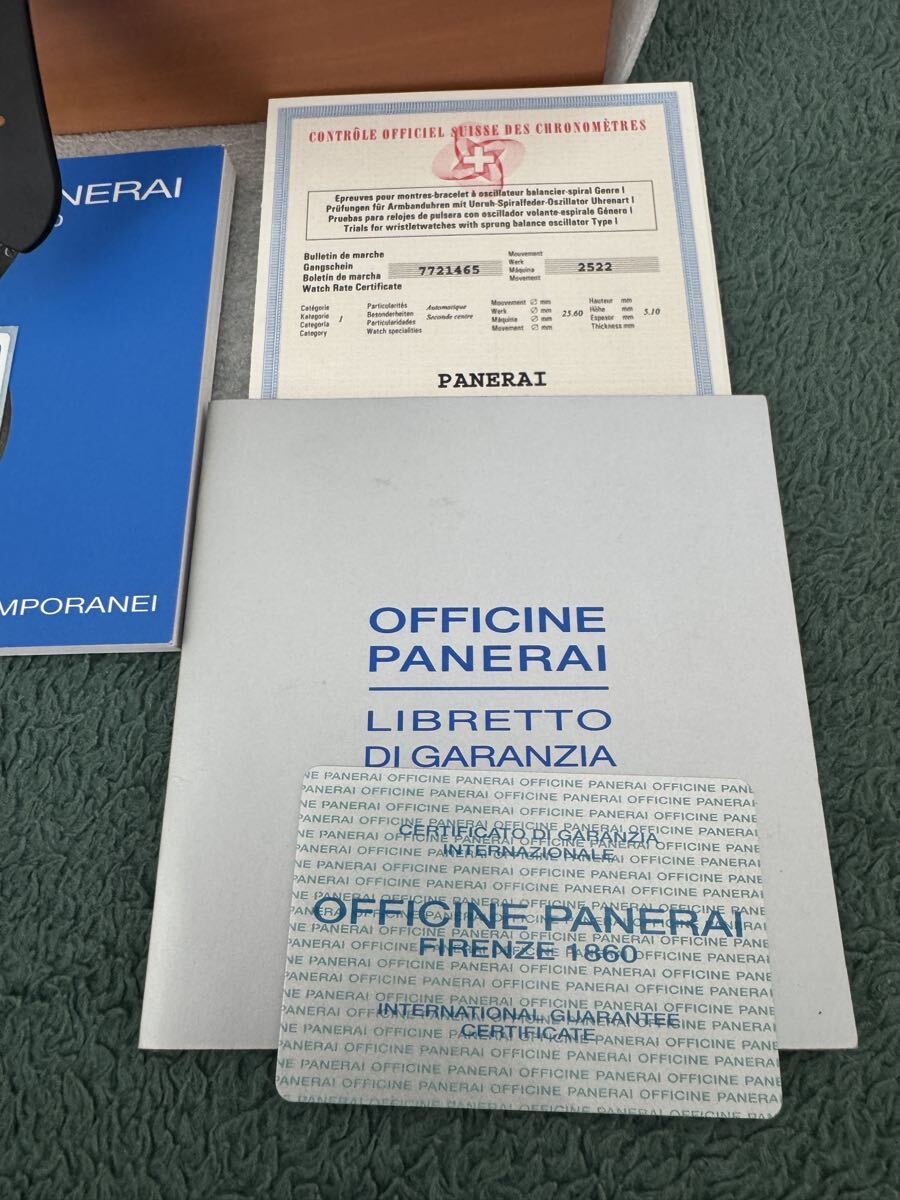 NERAI
MPORANEI
CONTRÔLE OFFICIEL SUISSE DES CHRONOMÈTRES
Epreuves pour montres-bracelet à oscillateur balancier-spiral Genre I
Prüfungen für Armbanduhren mit Unruh-Spiralfeder-Oszillator Uhrenart I
Pruebas para relojes de pulsera con oscillador volante-espirale Género I
Trials for wristletwatches with sprung balance oscillator Type I
Bulletin de marche
Gangschein
Boletín de marcha
Watch Rate Certificate
7721465
Mouvement
Werk
Máquina
Movement
2522
Catégorie
Kategorie
Categoria
Category
1
Particularités
Besonderheiten
Particularidades
Watch specialities
Automatique
Seconde centre
Mouvement ∅ mm
Werk ∅ mm
Máquina ∅ mm
Movement ∅ mm
25.60
Hauteur mm
Höhe mm
Espesor mm
Thickness mm
5.10
PANERAI
OFFICINE
PANERAI
LIBRETTO
DI GARANZIA
CERTIFICATO DI GARANZIA
INTERNAZIONALE
OFFICINE PANERAI
FIRENZE 1860
INTERNATIONAL GUARANTEE
CERTIFICATE